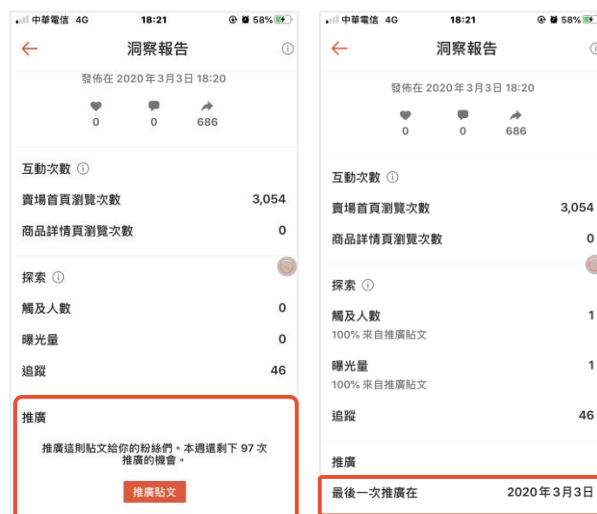 中華電信 4G 18:21 58%
洞察報告
發佈在 2020年3月3日 18:20
0 0 686
互動次數
賣場首頁瀏覽次數 3,054
商品詳情頁瀏覽次數 0
探索
觸及人數 0
曝光量 0
追蹤 46
推廣
推廣這則貼文給你的粉絲們。本週還剩下 97 次
推廣的機會。
推廣貼文
中華電信 4G 18:21 58%
洞察報告
發佈在 2020年3月3日 18:20
0 0 686
互動次數
賣場首頁瀏覽次數 3,054
商品詳情頁瀏覽次數 0
探索
觸及人數 1
100% 來自推廣貼文
曝光量 1
100% 來自推廣貼文
追蹤 46
推廣
最後一次推廣在 2020年3月3日